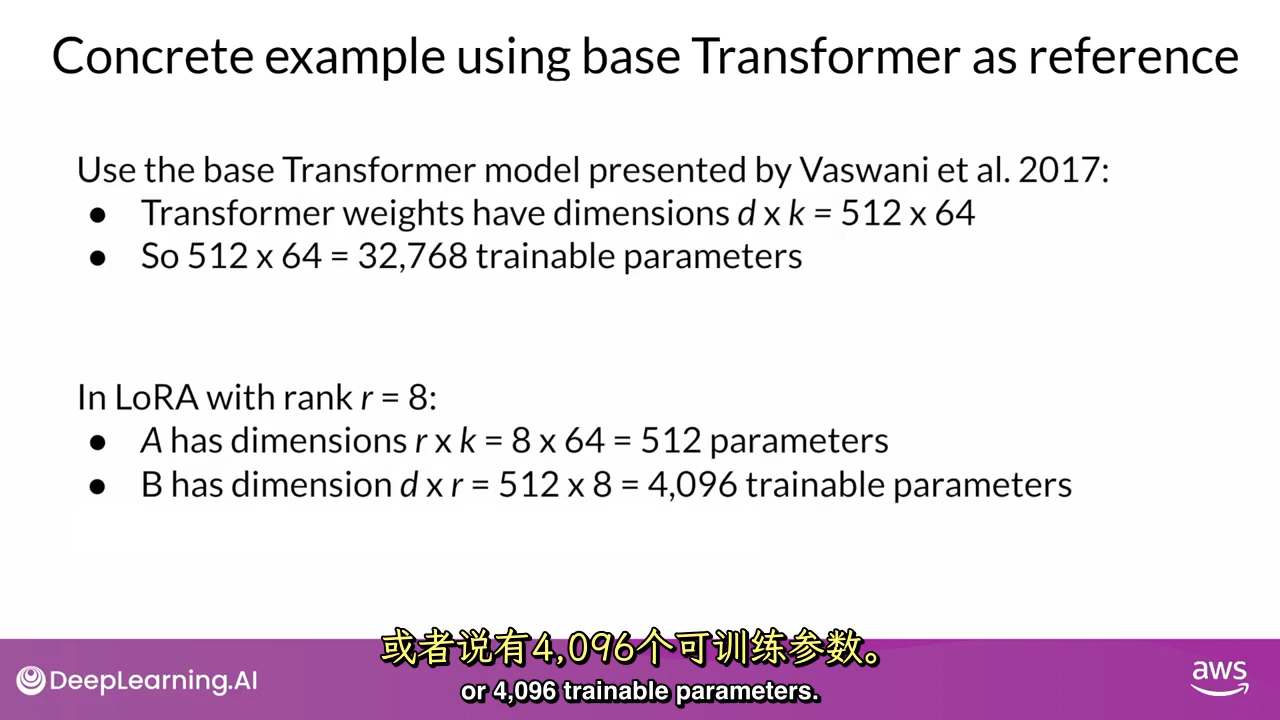 Concrete example using base Transformer as reference
Use the base Transformer model presented by Vaswani et al. 2017:
● Transformer weights have dimensions d x k = 512 x 64
● So 512 x 64 = 32,768 trainable parameters
In LoRA with rank r = 8:
● A has dimensions r x k = 8 x 64 = 512 parameters
● B has dimension d x r = 512 x 8 = 4,096 trainable parameters
或者说有4,096个可训练参数。
or 4,096 trainable parameters.
DeepLearning.AI
aws